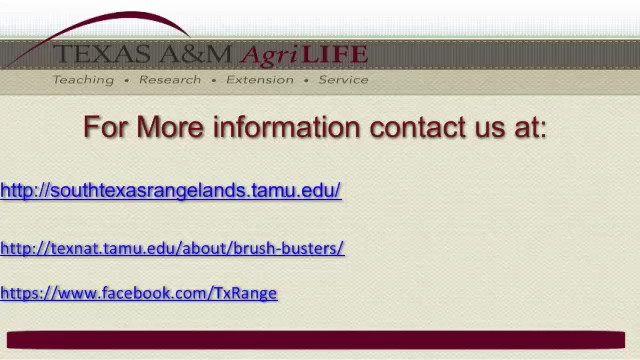 TEXAS A&M AgriLIFE
Teaching • Research • Extension • Service
For More information contact us at:
http://southtexasrangelands.tamu.edu/
http://texnat.tamu.edu/about/brush-busters/
https://www.facebook.com/TxRange